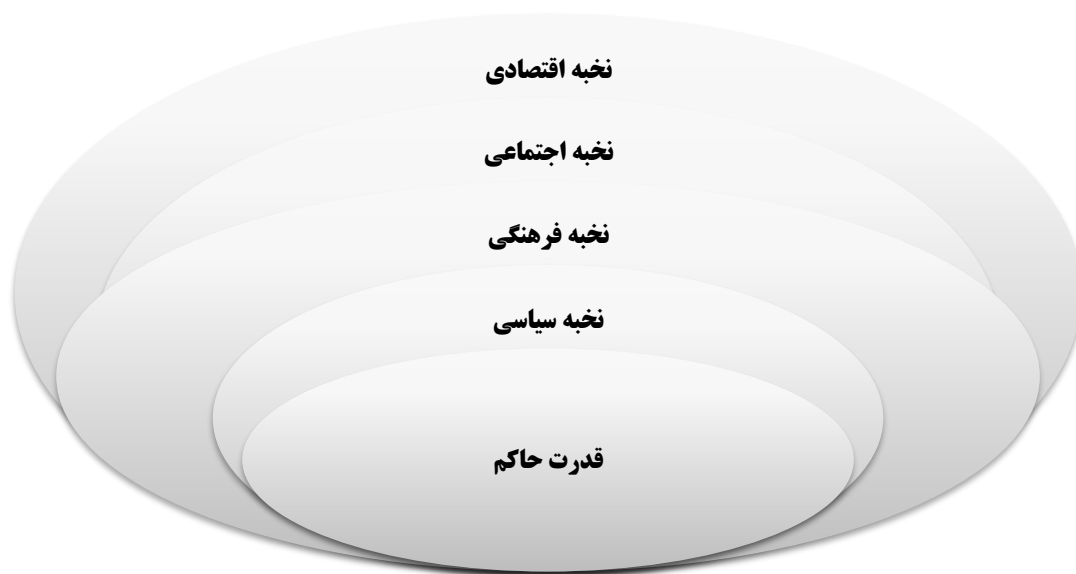 نخبه اقتصادی
نخبه اجتماعی
نخبه فرهنگی
نخبه سیاسی
قدرت حاکم